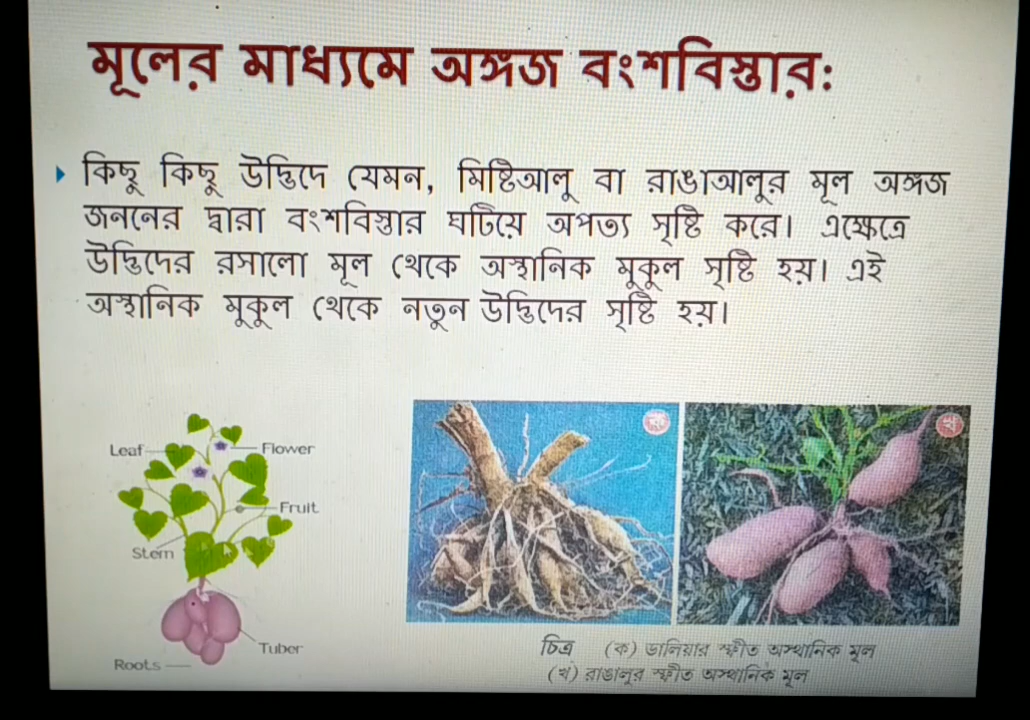 মূলের মাধ্যমে অঙ্গজ বংশবিস্তার:
কিছু কিছু উদ্ভিদে যেমন, মিষ্টিআলু বা রাঙাআলুর মূল অঙ্গজ
জননের দ্বারা বংশবিস্তার ঘটিয়ে অপত্য সৃষ্টি করে। এক্ষেত্রে
উদ্ভিদের রসালো মূল থেকে অস্থানিক মুকুল সৃষ্টি হয়। এই
অস্থানিক মুকুল থেকে নতুন উদ্ভিদের সৃষ্টি হয়।
Leaf
Flower
Fruit
Stem
Tuber
Roots
ক
খ
চিত্র (ক) ডালিয়ার স্ফীত অস্থানিক মূল
(খ) রাঙালুর স্ফীত অস্থানিক মূল